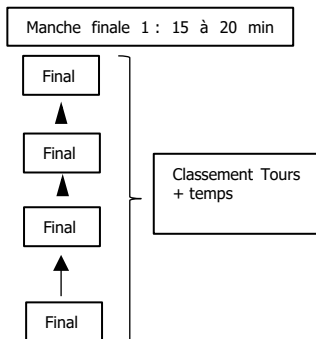 Manche finale 1 : 15 à 20 min
Final
Final
Classement Tours
+ temps
Final
Final